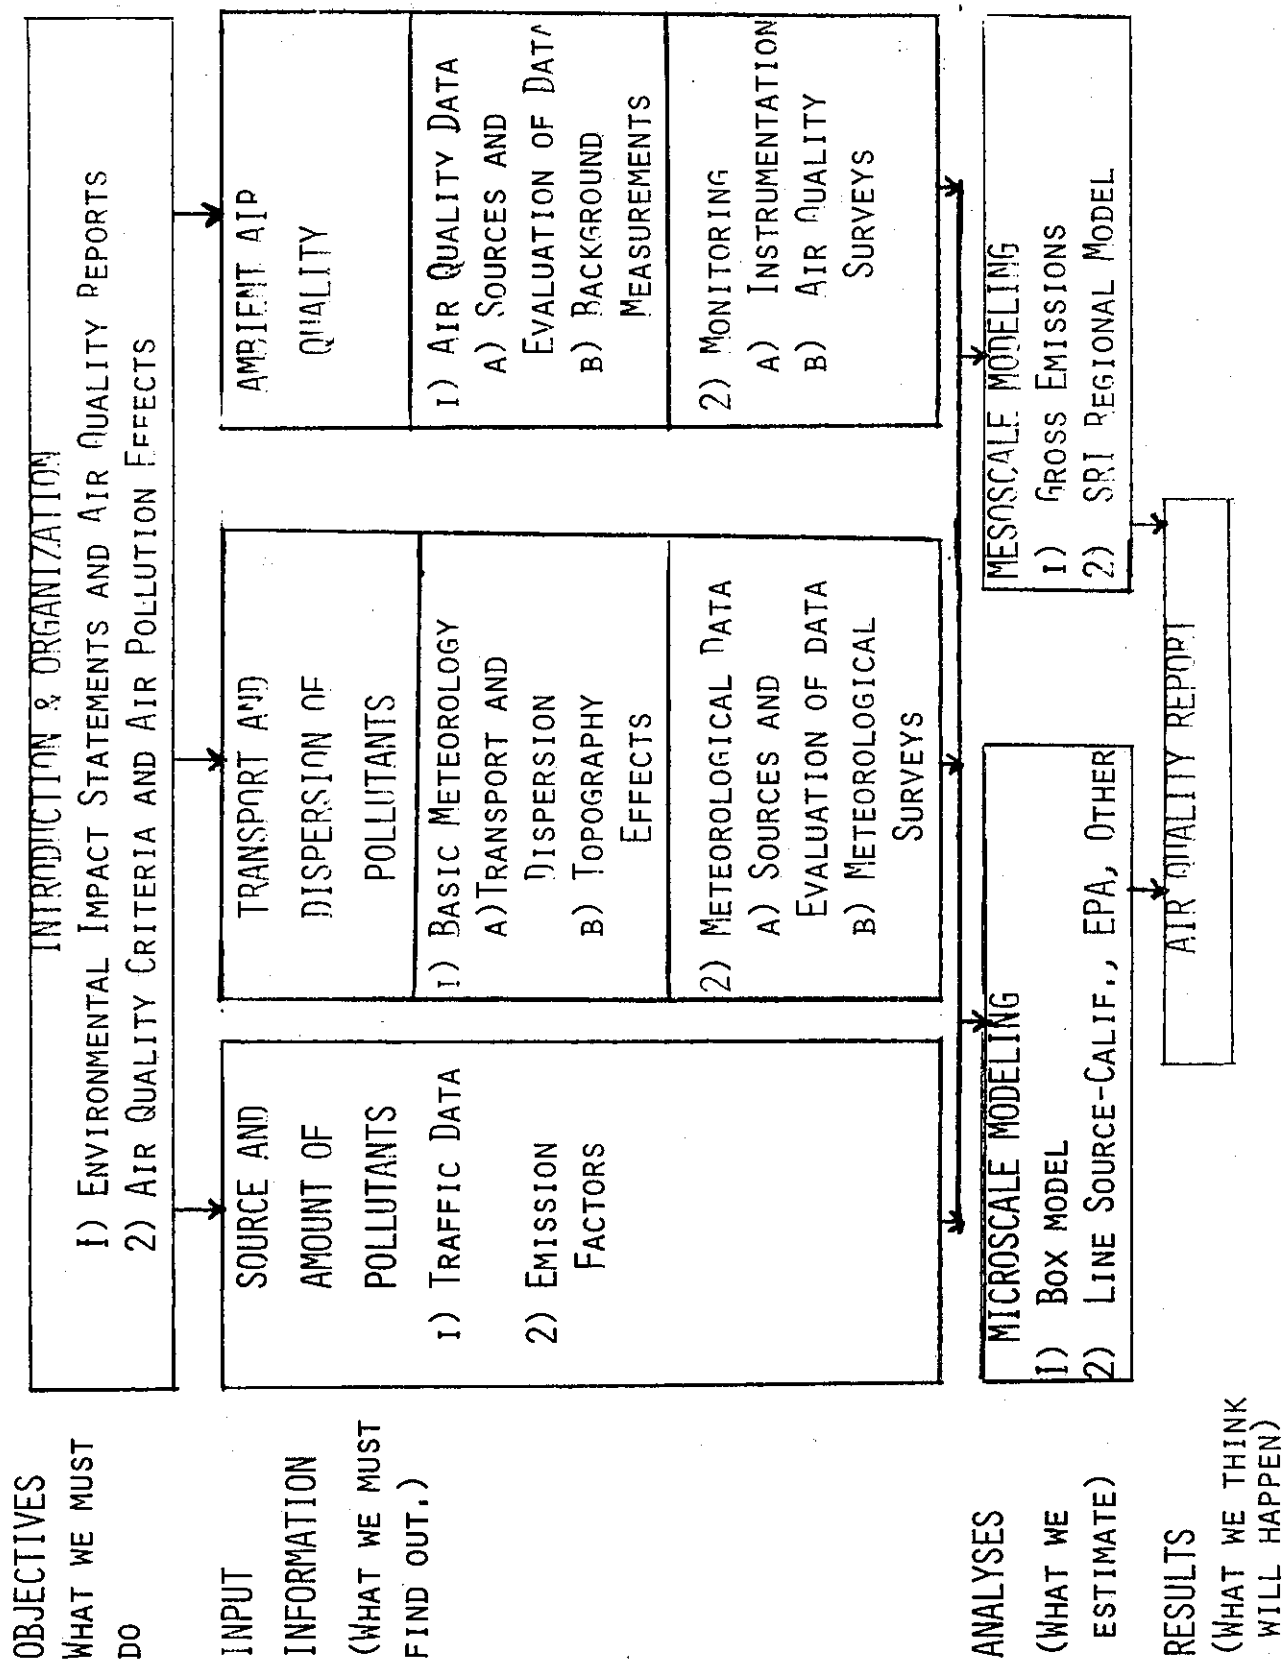 OBJECTIVES
WHAT WE MUST
DO
INTRODUCTION & ORGANIZATION
1) ENVIRONMENTAL IMPACT STATEMENTS AND AIR QUALITY REPORTS
2) AIR QUALITY CRITERIA AND AIR POLLUTION EFFECTS
INPUT
INFORMATION
(WHAT WE MUST
FIND OUT.)
SOURCE AND
AMOUNT OF
POLLUTANTS
1) TRAFFIC DATA
2) EMISSION
FACTORS
TRANSPORT AND
DISPERSION OF
POLLUTANTS
1) BASIC METEOROLOGY
A) TRANSPORT AND
DISPERSION
B) TOPOGRAPHY
EFFECTS
2) METEOROLOGICAL DATA
A) SOURCES AND
EVALUATION OF DATA
B) METEOROLOGICAL
SURVEYS
AMBIENT AIR
QUALITY
1) AIR QUALITY DATA
A) SOURCES AND
EVALUATION OF DATA
B) BACKGROUND
MEASUREMENTS
2) MONITORING
A) INSTRUMENTATION
B) AIR QUALITY
SURVEYS
ANALYSES
(WHAT WE
ESTIMATE)
MICROSCALE MODELING
1) BOX MODEL
2) LINE SOURCE-CALIF., EPA, OTHER
MESOSCALE MODELING
1) GROSS EMISSIONS
2) SRI REGIONAL MODEL
RESULTS
(WHAT WE THINK
WILL HAPPEN)
AIR QUALITY REPORT